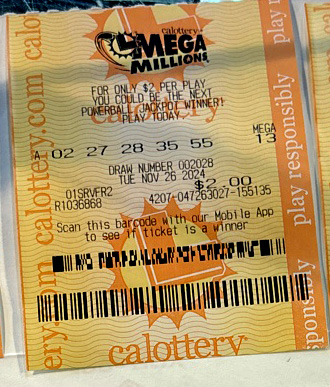 calottery
MEGA
MILLIONS
FOR ONLY $2 PER PLAY
YOU COULD BE THE NEXT
POWERBALL JACKPOT WINNER!
PLAY TODAY
MEGA
A 02 27 28 35 55 13
DRAW NUMBER 002028
TUE NOV 26 2024
$2.00
01SRVFR2
R1036868 4207-047263027-155135
Scan this barcode with our Mobile App
to see if ticket is a winner
calottery
calottery.com
play responsibly